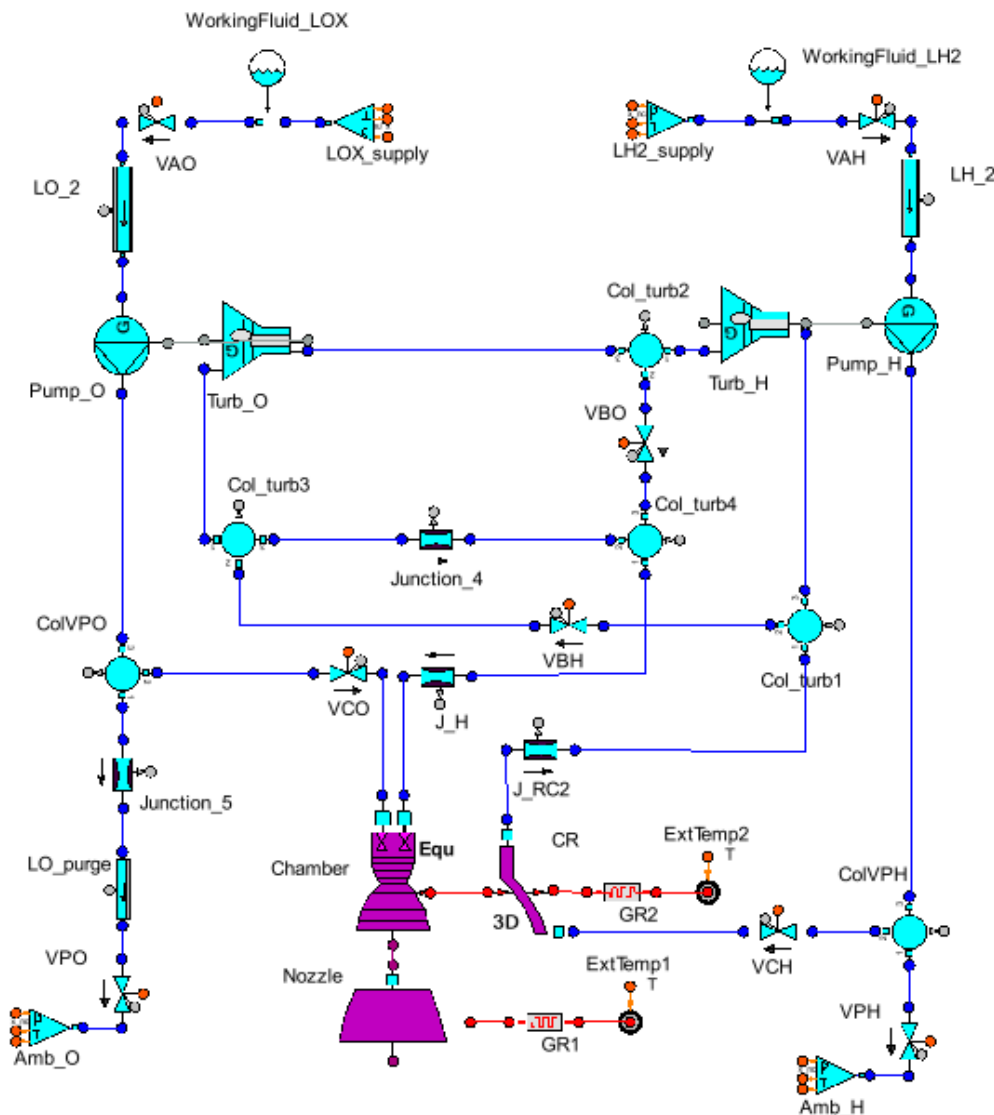 WorkingFluid_LOX
WorkingFluid_LH2
VAO
LOX_supply
LH2_supply
VAH
LO_2
LH_2
Col_turb2
G
G
G
G
Pump_O
Turb_O
Turb_H
Pump_H
VBO
Col_turb3
Col_turb4
Junction_4
ColVPO
VBH
VCO
J_H
Col_turb1
J_RC2
Junction_5
CR
ExtTemp2
T
Equ
Chamber
LO_purge
ColVPH
3D
GR2
VPO
VCH
Nozzle
ExtTemp1
T
VPH
GR1
P
T
Amb_O
P
T
Amb_H